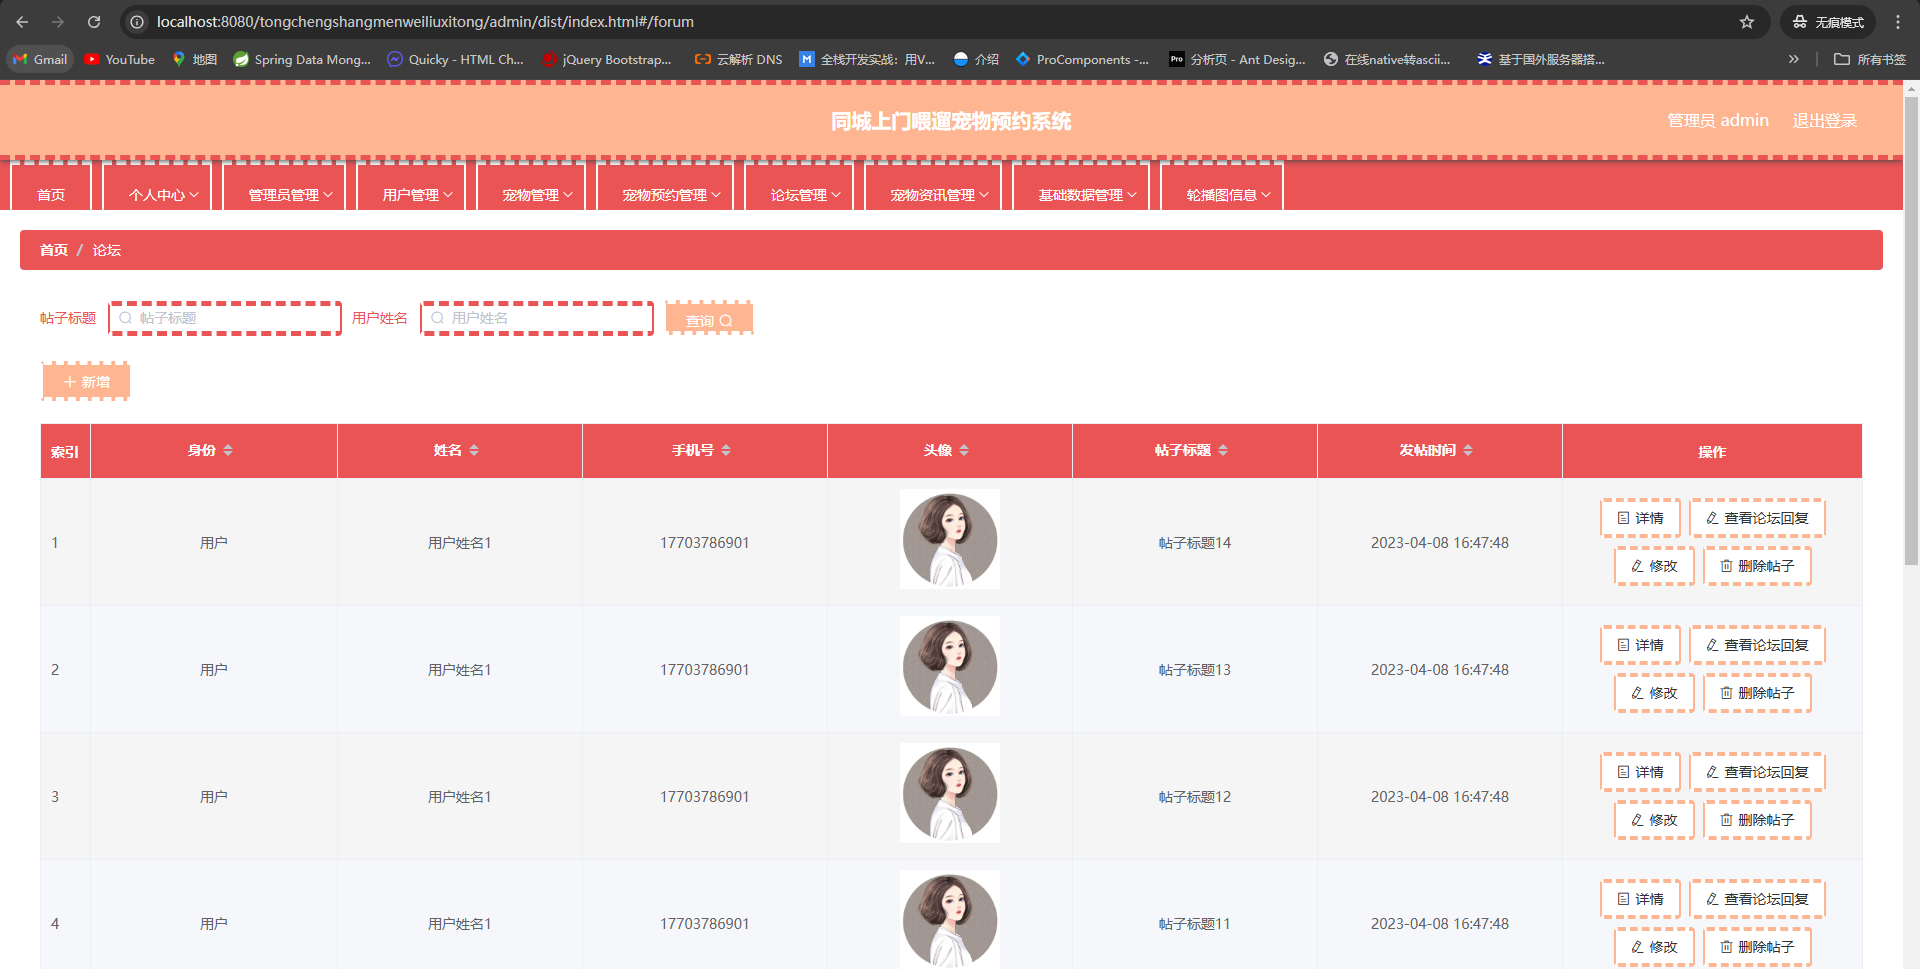 localhost:8080/tongchengshangmenweiliuxitong/admin/dist/index.html#/forum 无痕模式
Gmail YouTube 地图 Spring Data Mong... Quicky - HTML Ch... jQuery Bootstrap... 云解析 DNS 全栈开发实战：用V... 介绍 ProComponents -... 分析页 - Ant Desig... 在线native转ascii... 基于国外服务器搭... 所有书签
同城上门喂遛宠物预约系统 管理员 admin 退出登录
首页 个人中心 管理员管理 用户管理 宠物管理 宠物预约管理 论坛管理 宠物资讯管理 基础数据管理 轮播图信息
首页 / 论坛
帖子标题 帖子标题 用户姓名 用户姓名 查询
新增
索引 身份 姓名 手机号 头像 帖子标题 发帖时间 操作
1 用户 用户姓名1 17703786901 帖子标题14 2023-04-08 16:47:48 详情 查看论坛回复
修改 删除帖子
2 用户 用户姓名1 17703786901 帖子标题13 2023-04-08 16:47:48 详情 查看论坛回复
修改 删除帖子
3 用户 用户姓名1 17703786901 帖子标题12 2023-04-08 16:47:48 详情 查看论坛回复
修改 删除帖子
4 用户 用户姓名1 17703786901 帖子标题11 2023-04-08 16:47:48 详情 查看论坛回复
修改 删除帖子